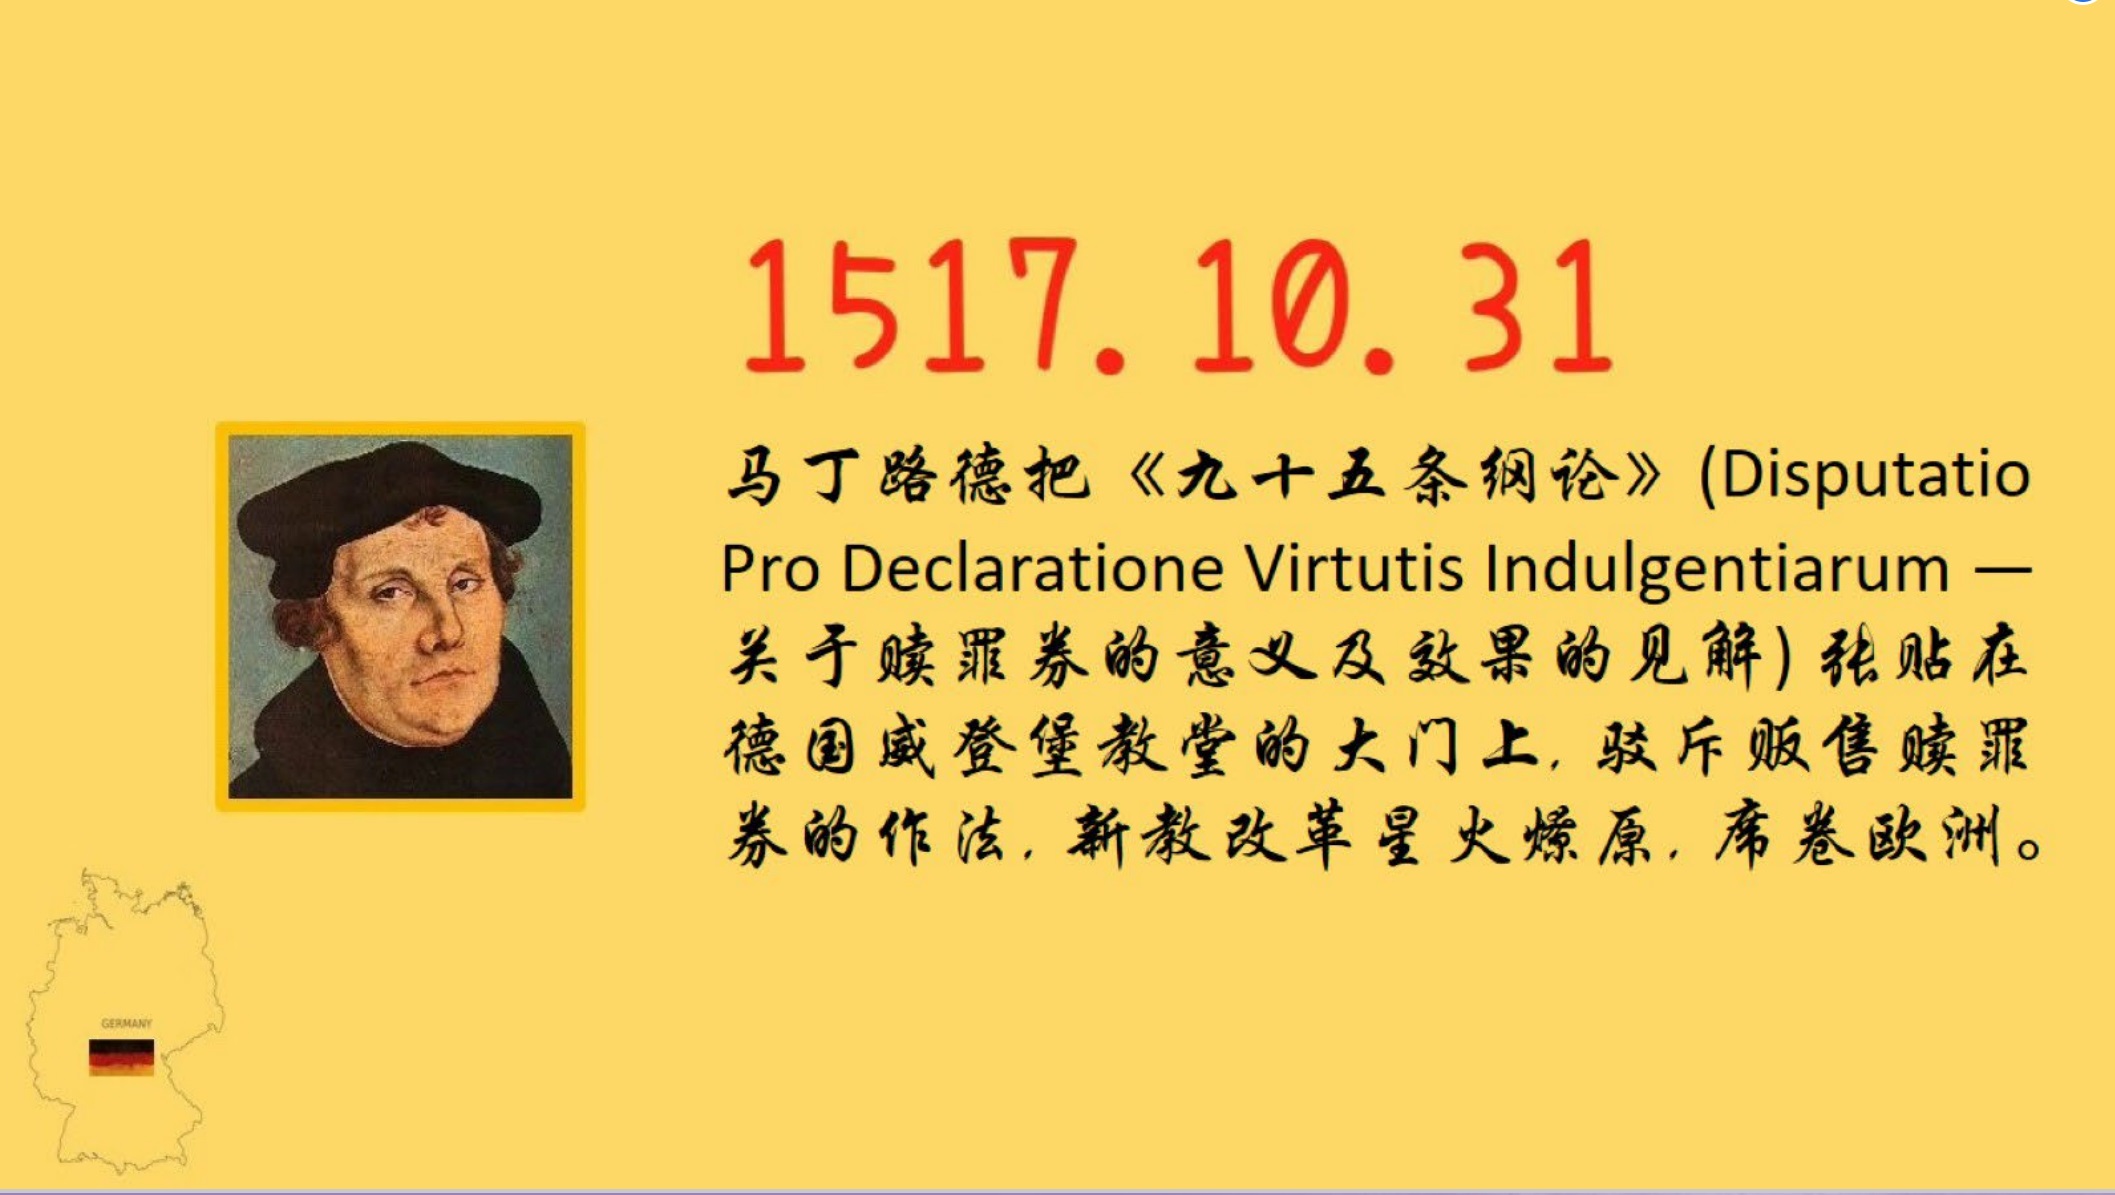 1517.10.31
马丁路德把《九十五条纲论》(Disputatio
Pro Declaratione Virtutis Indulgentiarum —
关于赎罪券的意义及效果的见解) 张贴在
德国威登堡教堂的大门上, 驳斥贩售赎罪
券的作法, 新教改革星火燎原, 席卷欧洲。
GERMANY